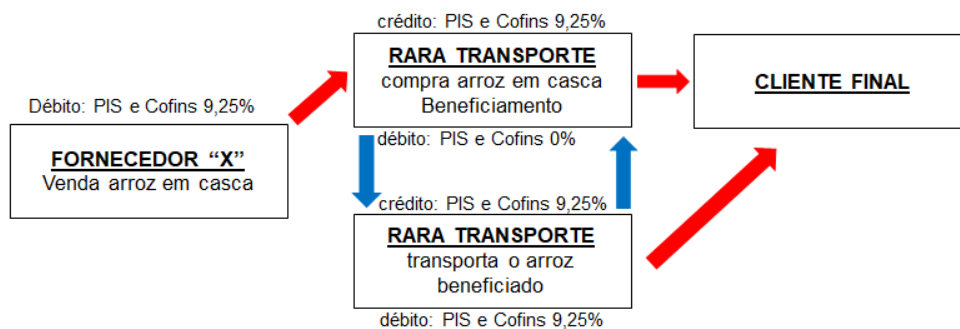 crédito: PIS e Cofins 9,25%
RARA TRANSPORTE
compra arroz em casca
Beneficiamento
débito: PIS e Cofins 0%
CLIENTE FINAL
Débito: PIS e Cofins 9,25%
FORNECEDOR “X”
Venda arroz em casca
crédito: PIS e Cofins 9,25%
RARA TRANSPORTE
transporta o arroz
beneficiado
débito: PIS e Cofins 9,25%